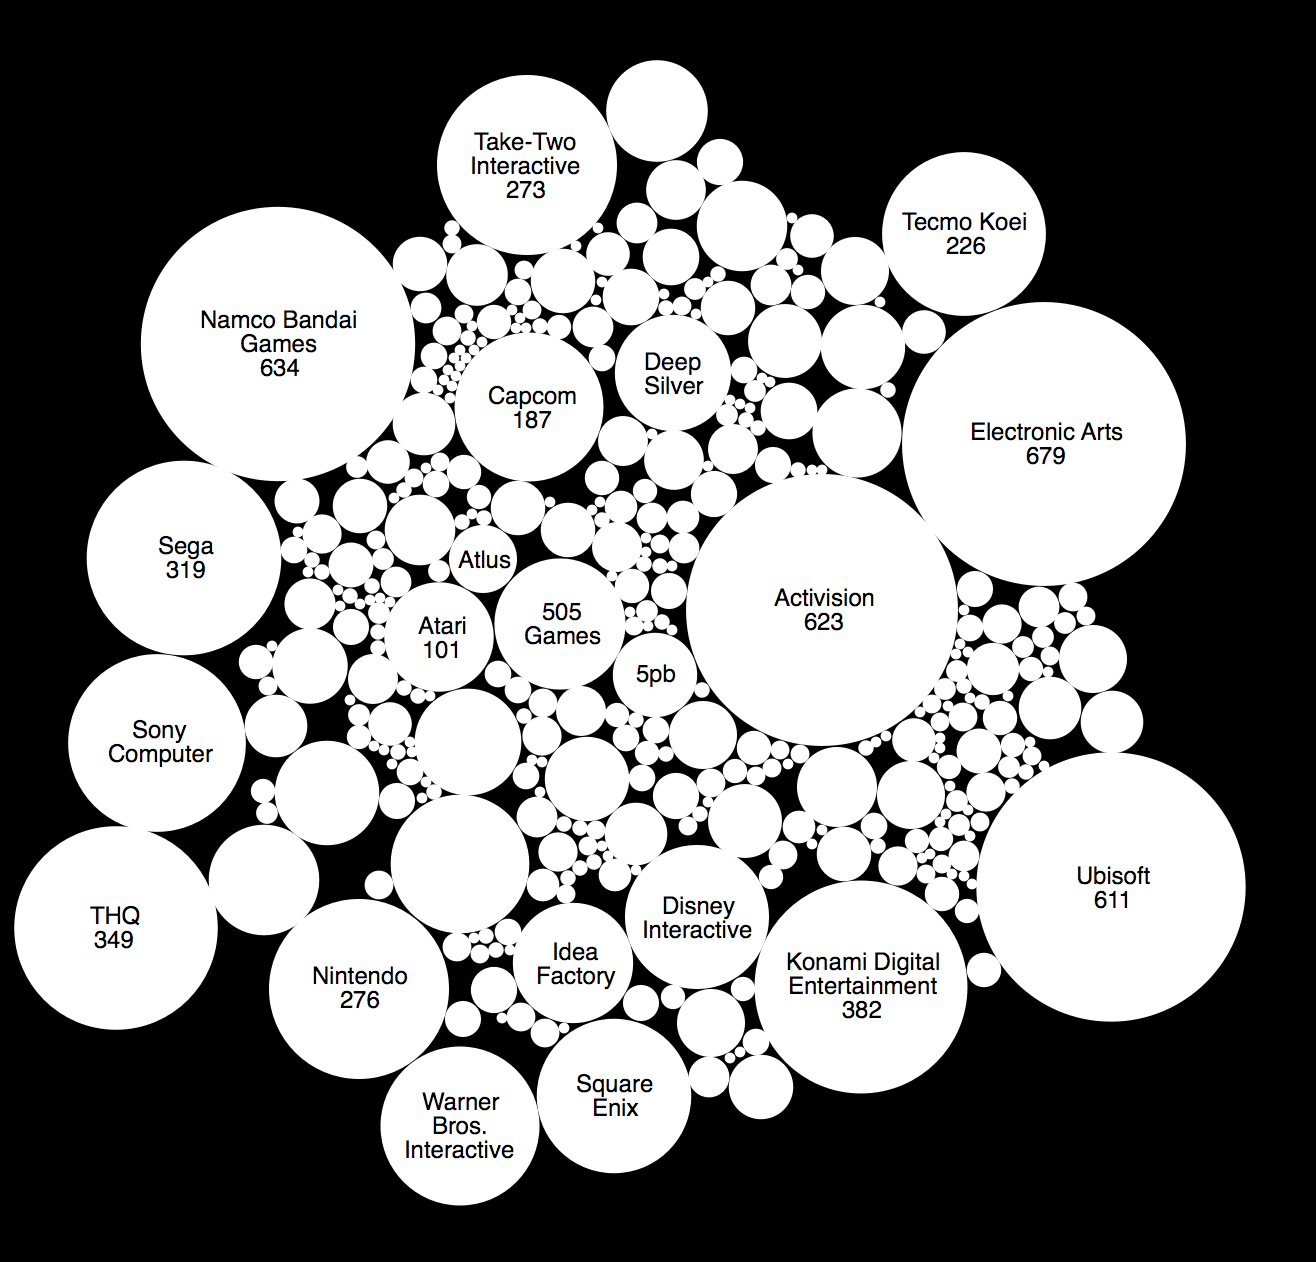 Take-Two
Interactive
273
Tecmo Koei
226
Namco Bandai
Games
634
Deep
Silver
Capcom
187
Electronic Arts
679
Sega
319
Atlus
Activision
623
505
Games
Atari
101
5pb
Sony
Computer
Ubisoft
611
THQ
349
Disney
Interactive
Idea
Factory
Konami Digital
Entertainment
382
Nintendo
276
Square
Enix
Warner
Bros.
Interactive